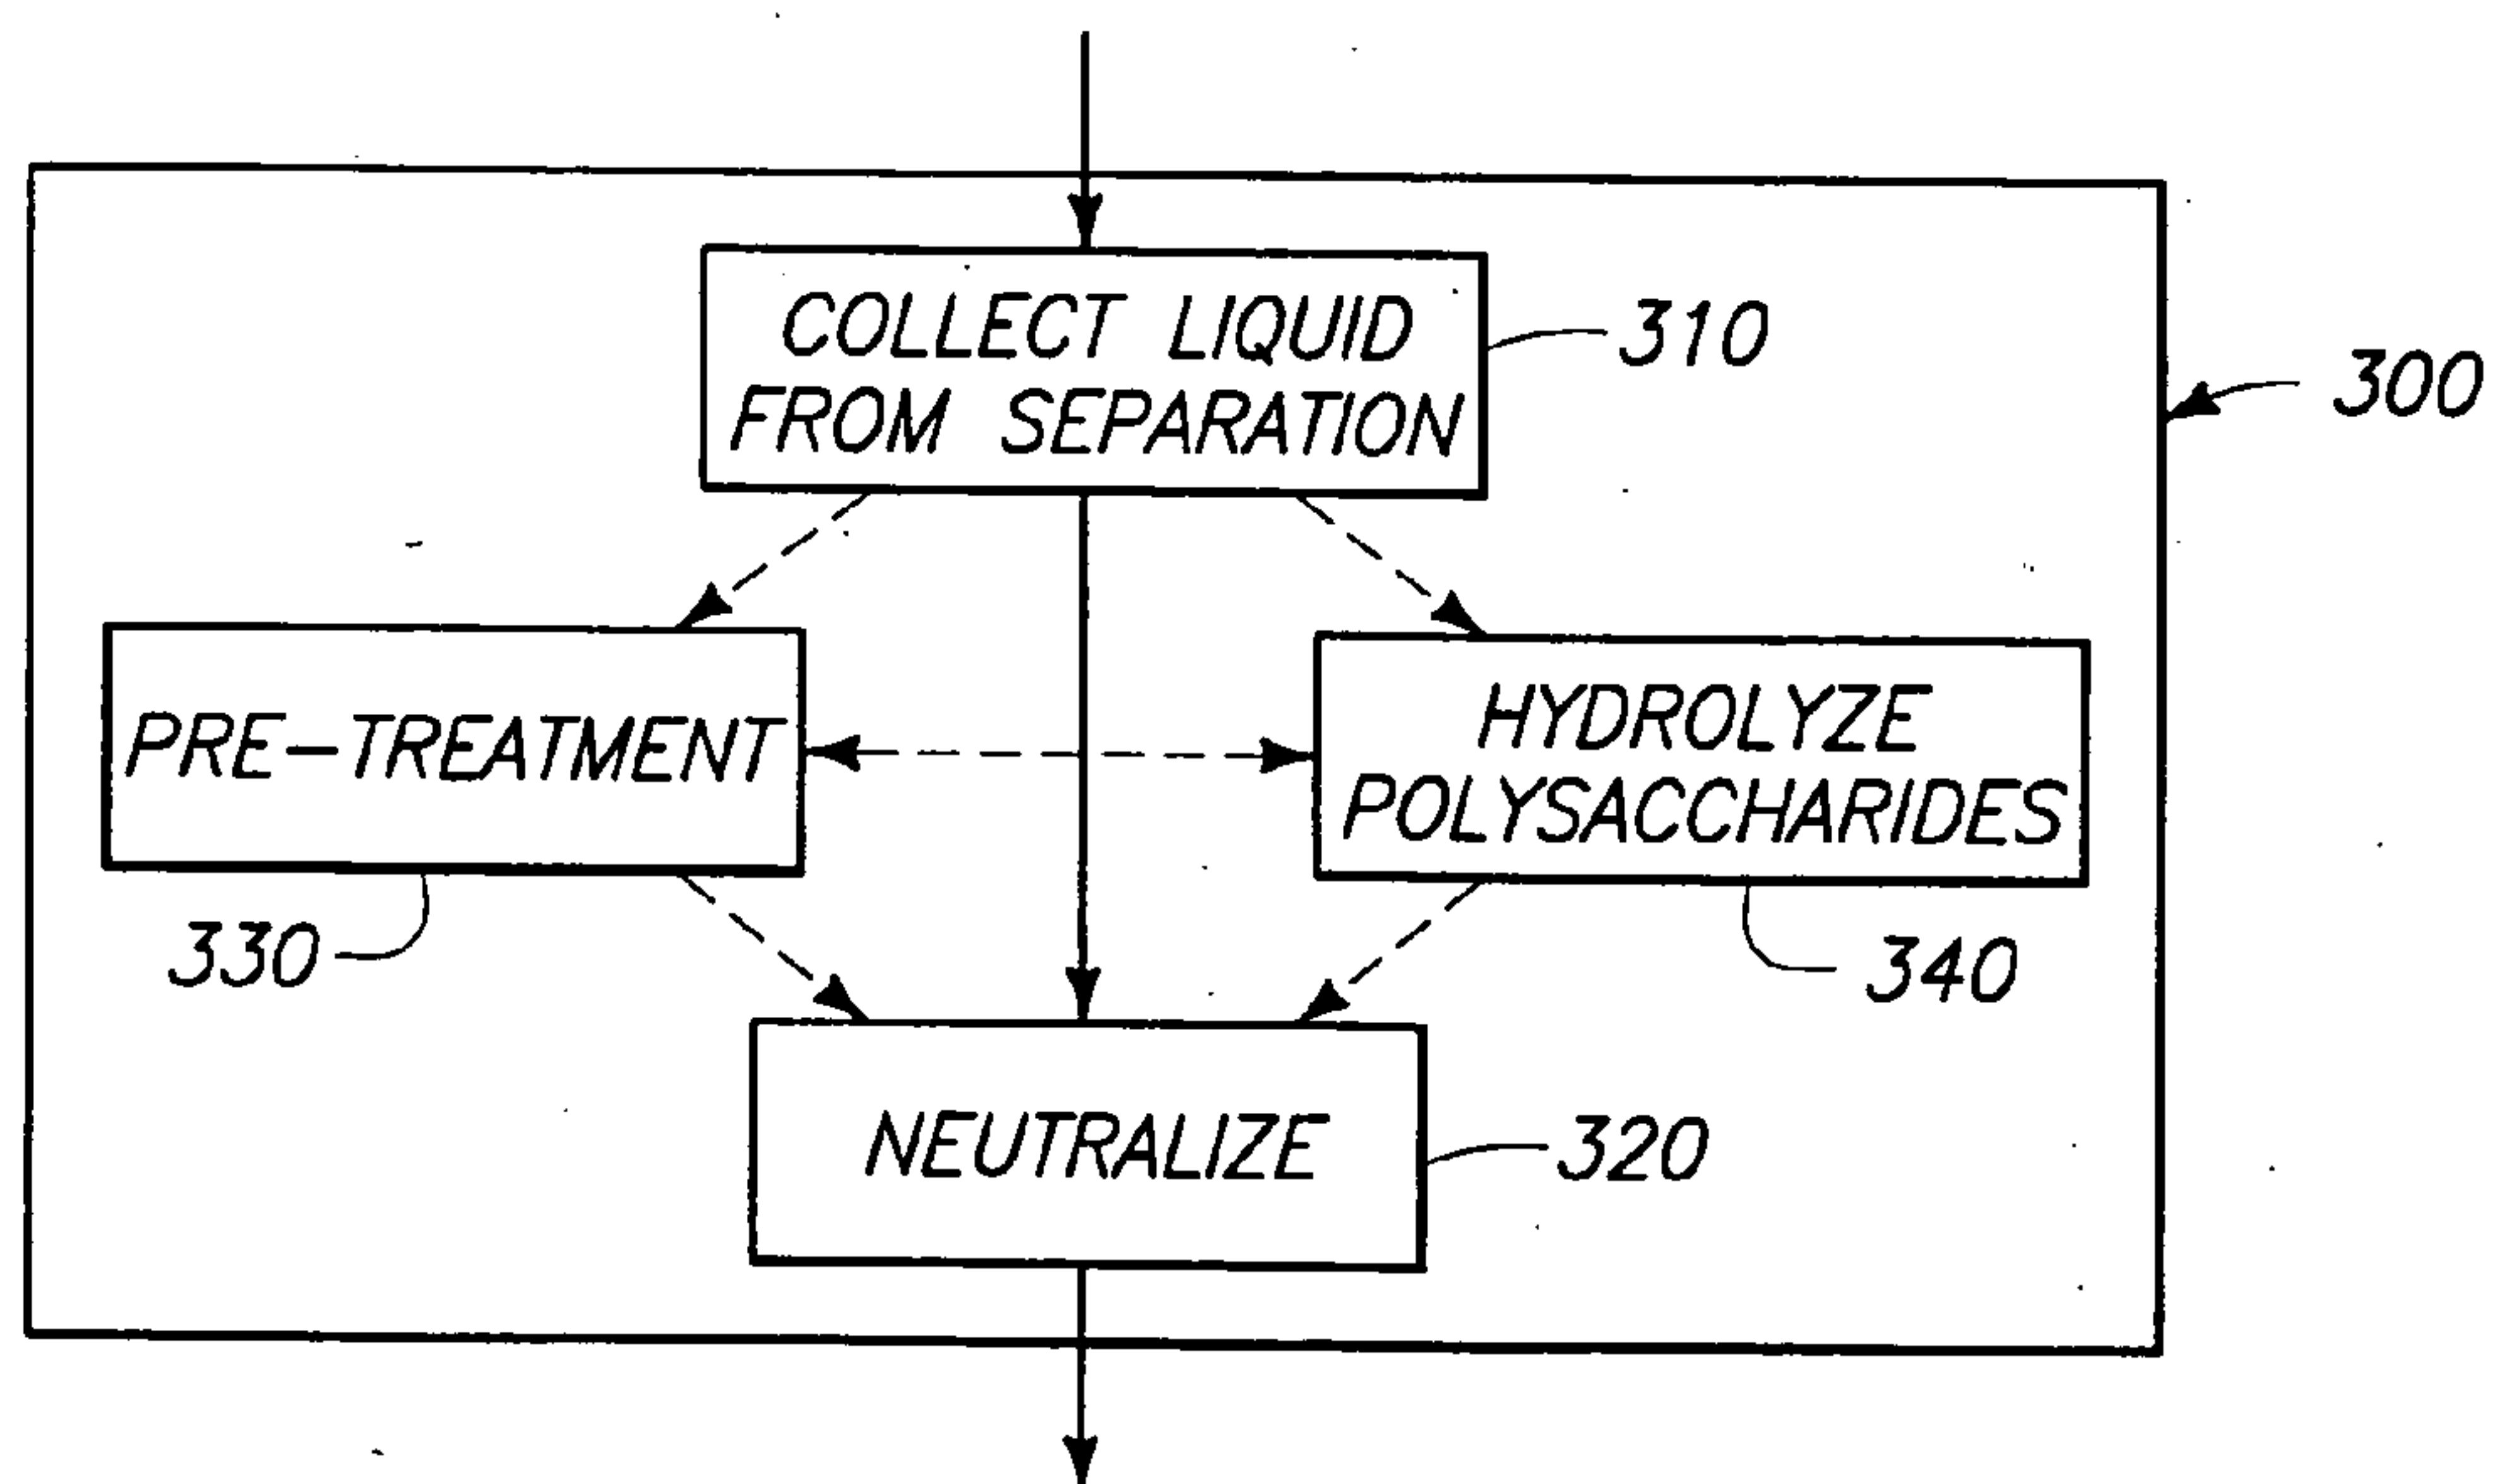 COLLECT LIQUID
FROM SEPARATION
310
300
PRE-TREATMENT
HYDROLYZE
POLYSACCHARIDES
330
340
NEUTRALIZE
320